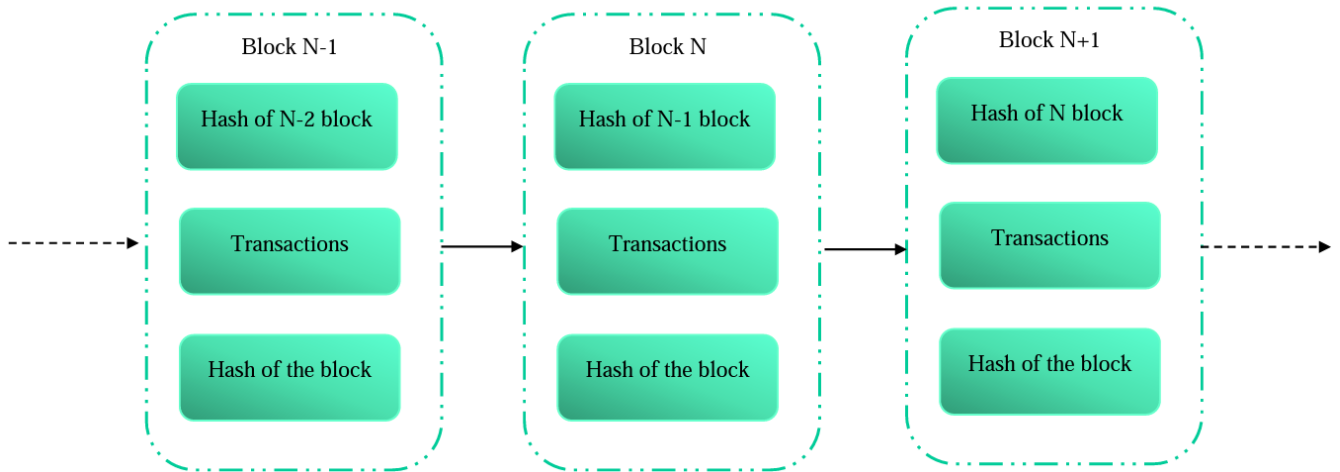 Block N-1
Hash of N-2 block
Transactions
Hash of the block
Block N
Hash of N-1 block
Transactions
Hash of the block
Block N+1
Hash of N block
Transactions
Hash of the block